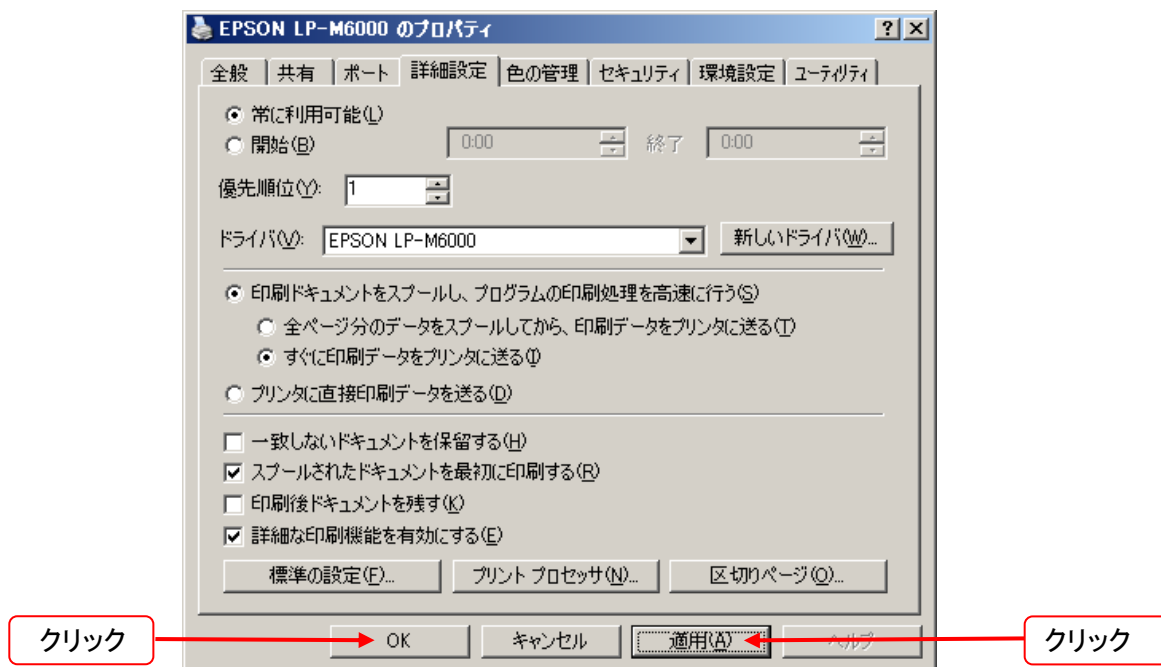 EPSON LP-M6000 のプロパティ
全般 共有 ポート 詳細設定 色の管理 セキュリティ 環境設定 ユーティリティ
常に利用可能(L)
開始(B) 0:00 終了 0:00
優先順位(Y): 1
ドライバ(V): EPSON LP-M6000 新しいドライバ(W)...
印刷ドキュメントをスプールし、プログラムの印刷処理を高速に行う(S)
全ページ分のデータをスプールしてから、印刷データをプリンタに送る(T)
すぐに印刷データをプリンタに送る(I)
プリンタに直接印刷データを送る(D)
一致しないドキュメントを保留する(H)
スプールされたドキュメントを最初に印刷する(R)
印刷後ドキュメントを残す(K)
詳細な印刷機能を有効にする(E)
標準の設定(F)... プリント プロセッサ(N)... 区切りページ(O)...
クリック OK キャンセル 適用(A) ヘルプ クリック